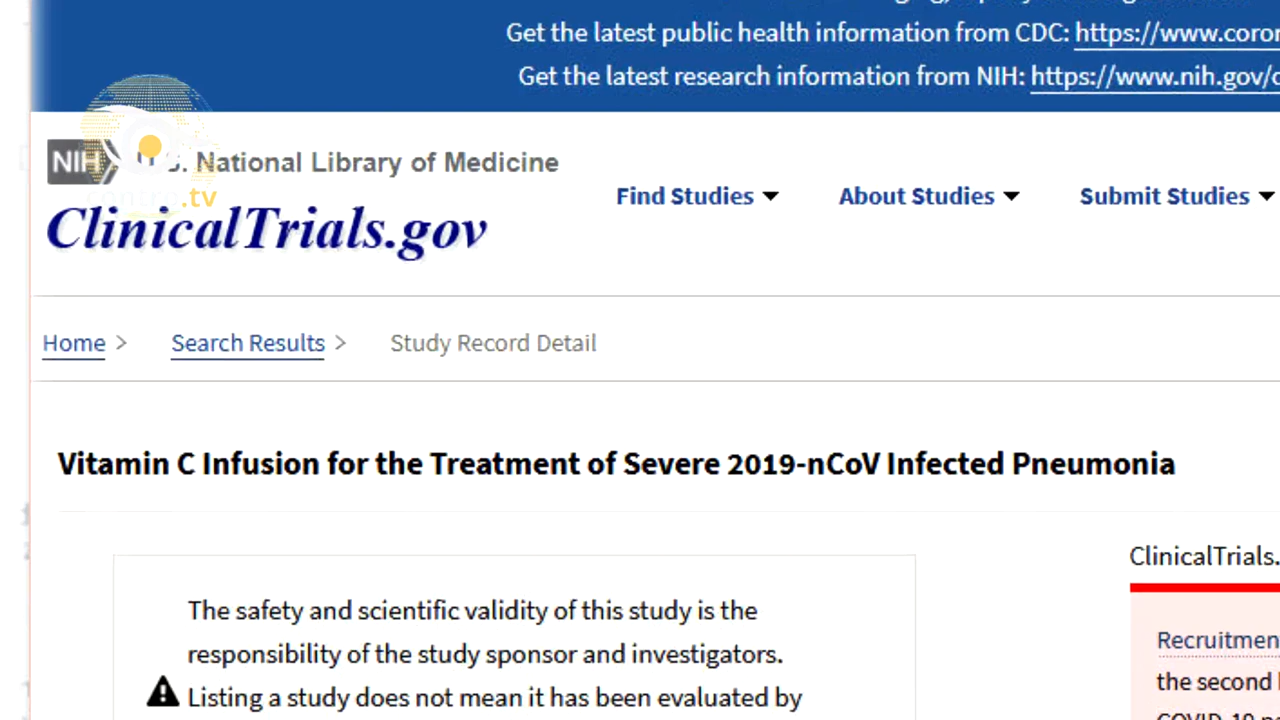 Get the latest public health information from CDC: https://www.coron
Get the latest research information from NIH: https://www.nih.gov/c
NIH U.S. National Library of Medicine
contra.tv
ClinicalTrials.gov
Find Studies About Studies Submit Studies
Home > Search Results > Study Record Detail
Vitamin C Infusion for the Treatment of Severe 2019-nCoV Infected Pneumonia
The safety and scientific validity of this study is the
responsibility of the study sponsor and investigators.
Listing a study does not mean it has been evaluated by
ClinicalTrials.
Recruitmen
the second